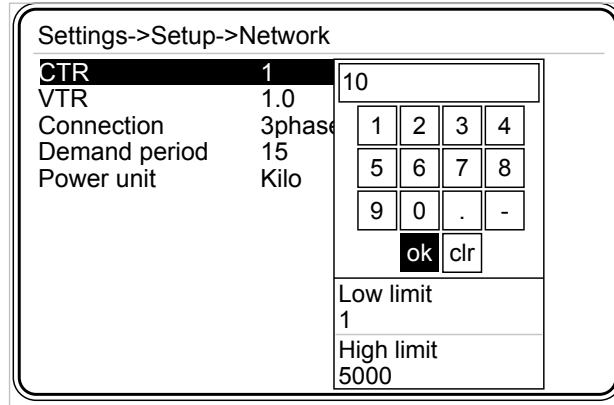 Settings->Setup->Network
CTR 1
VTR 1.0
Connection 3phase
Demand period 15
Power unit Kilo
10
1 2 3 4
5 6 7 8
9 0 . -
ok clr
Low limit
1
High limit
5000